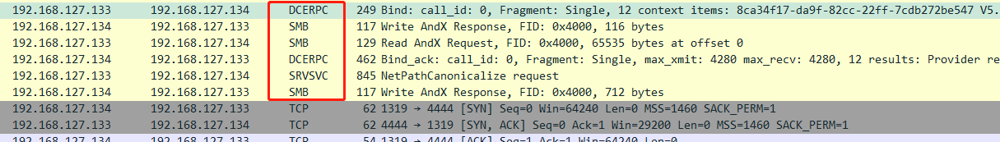 192.168.127.133 192.168.127.134 DCERPC 249 Bind: call_id: 0, Fragment: Single, 12 context items: 8ca34f17-da9f-82cc-22ff-7cdb272be547 V5.
192.168.127.134 192.168.127.133 SMB 117 Write AndX Response, FID: 0x4000, 116 bytes
192.168.127.133 192.168.127.134 SMB 129 Read AndX Request, FID: 0x4000, 65535 bytes at offset 0
192.168.127.134 192.168.127.133 DCERPC 462 Bind_ack: call_id: 0, Fragment: Single, max_xmit: 4280 max_recv: 4280, 12 results: Provider re
192.168.127.133 192.168.127.134 SRVSVC 845 NetPathCanonicalize request
192.168.127.134 192.168.127.133 SMB 117 Write AndX Response, FID: 0x4000, 712 bytes
192.168.127.134 192.168.127.133 TCP 62 1319 → 4444 [SYN] Seq=0 Win=64240 Len=0 MSS=1460 SACK_PERM=1
192.168.127.133 192.168.127.134 TCP 62 4444 → 1319 [SYN, ACK] Seq=0 Ack=1 Win=29200 Len=0 MSS=1460 SACK_PERM=1
192.168.127.134 192.168.127.133 TCP 54 1319 → 4444 [ACK] Seq=1 Ack=1 Win=64240 Len=0